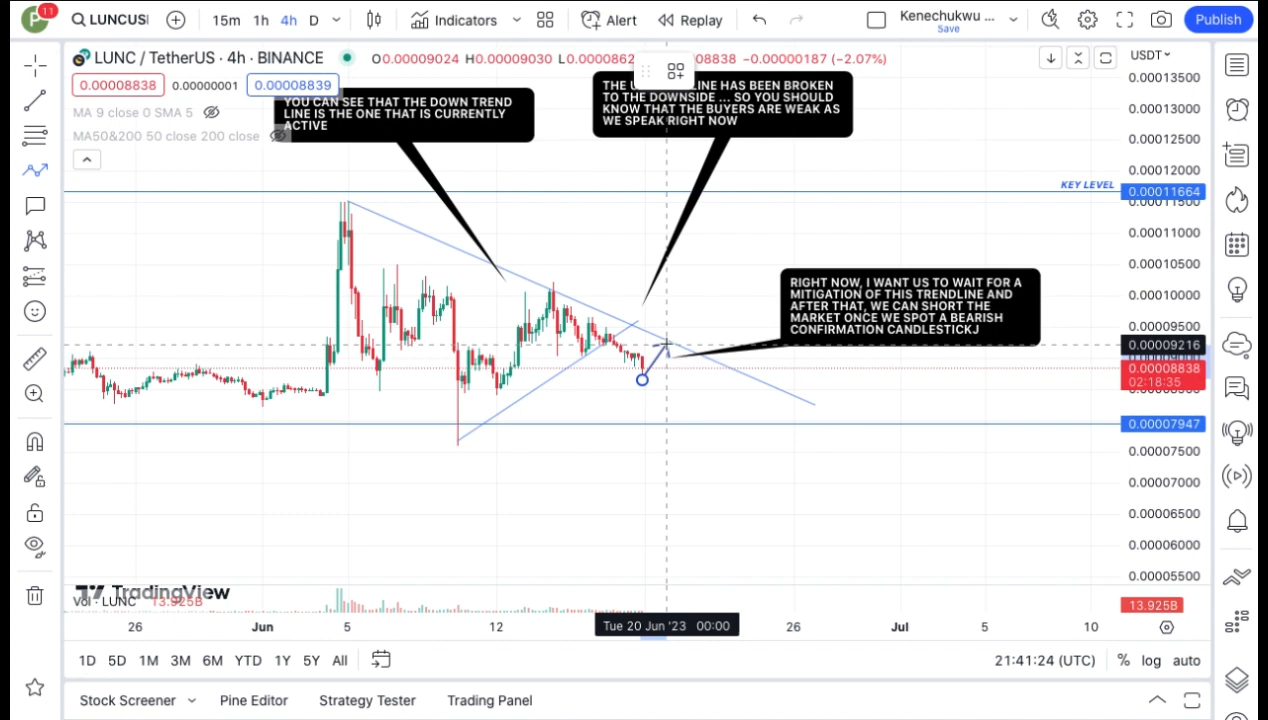 P
11
LUNCUSI
15m 1h 4h D
Indicators
Alert
Replay
Kenechukwu ...
Save
Publish
LUNC / TetherUS · 4h · BINANCE
O0.00009024 H0.00009030 L0.0000862 8838 −0.00000187 (−2.07%)
0.00008838 0.00000001 0.00008839
MA 9 close 0 SMA 5
MA50&200 50 close 200 close
YOU CAN SEE THAT THE DOWN TREND
LINE IS THE ONE THAT IS CURRENTLY
ACTIVE
LINE HAS BEEN BROKEN
TO THE DOWNSIDE ... SO YOU SHOULD
KNOW THAT THE BUYERS ARE WEAK AS
WE SPEAK RIGHT NOW
RIGHT NOW, I WANT US TO WAIT FOR A
MITIGATION OF THIS TRENDLINE AND
AFTER THAT, WE CAN SHORT THE
MARKET ONCE WE SPOT A BEARISH
CONFIRMATION CANDLESTICKJ
KEY LEVEL
USDT
0.00013500
0.00013000
0.00012500
0.00012000
0.00011664
0.00011500
0.00011000
0.00010500
0.00010000
0.00009500
0.00009216
0.00008838
02:18:35
0.00007947
0.00007500
0.00007000
0.00006500
0.00006000
0.00005500
13.925B
TradingView
Vol · LUNC 13.925B
26 Jun 5 12 Tue 20 Jun '23 00:00 26 Jul 5 10
1D 5D 1M 3M 6M YTD 1Y 5Y All
21:41:24 (UTC) % log auto
Stock Screener Pine Editor Strategy Tester Trading Panel